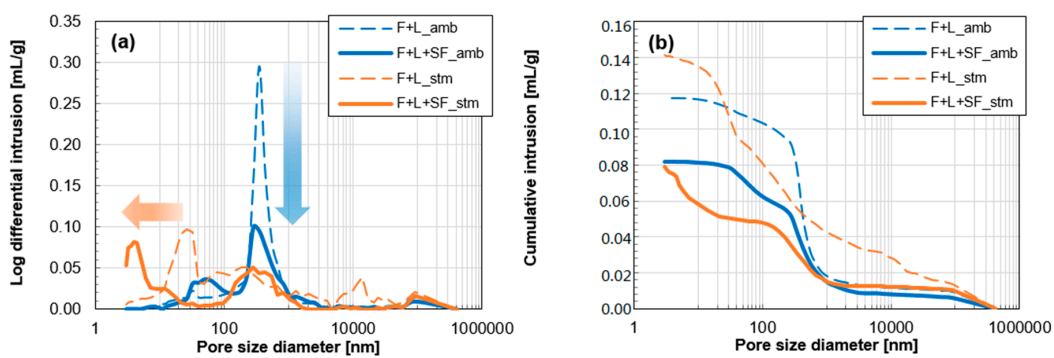 (a)
F+L_amb
F+L+SF_amb
F+L_stm
F+L+SF_stm
Log differential intrusion [mL/g]
0.35
0.30
0.25
0.20
0.15
0.10
0.05
0.00
1
100
10000
1000000
Pore size diameter [nm]
(b)
F+L_amb
F+L+SF_amb
F+L_stm
F+L+SF_stm
Cumulative intrusion [mL/g]
0.16
0.14
0.12
0.10
0.08
0.06
0.04
0.02
0.00
1
100
10000
1000000
Pore size diameter [nm]